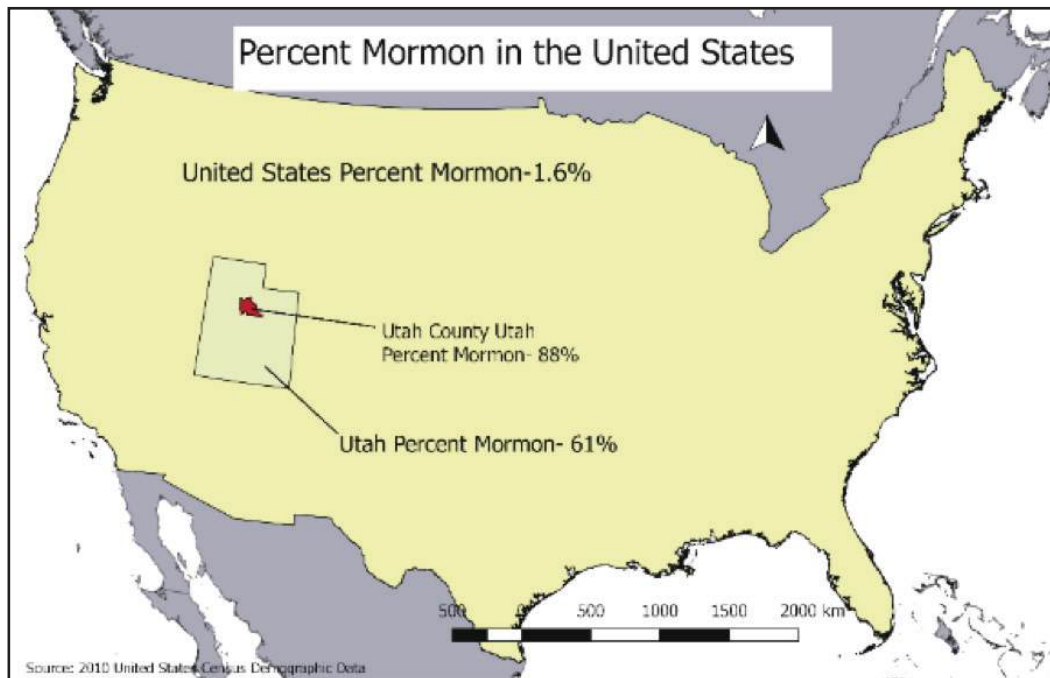 Percent Mormon in the United States
United States Percent Mormon-1.6%
Utah County Utah
Percent Mormon- 88%
Utah Percent Mormon- 61%
500 0 500 1000 1500 2000 km
Source: 2010 United States Census Demographic Data